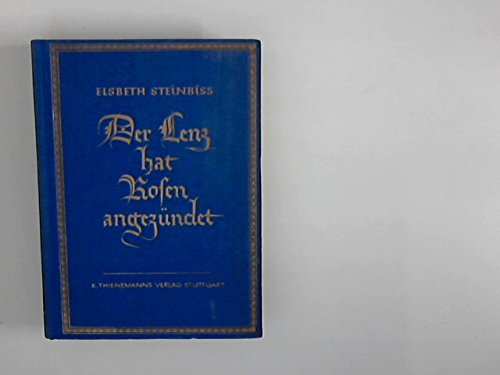 ELSBETH STEINBISS
Der Lenz
hat
Rosen
angezündet
K. THIENEMANNS VERLAG STUTTGART